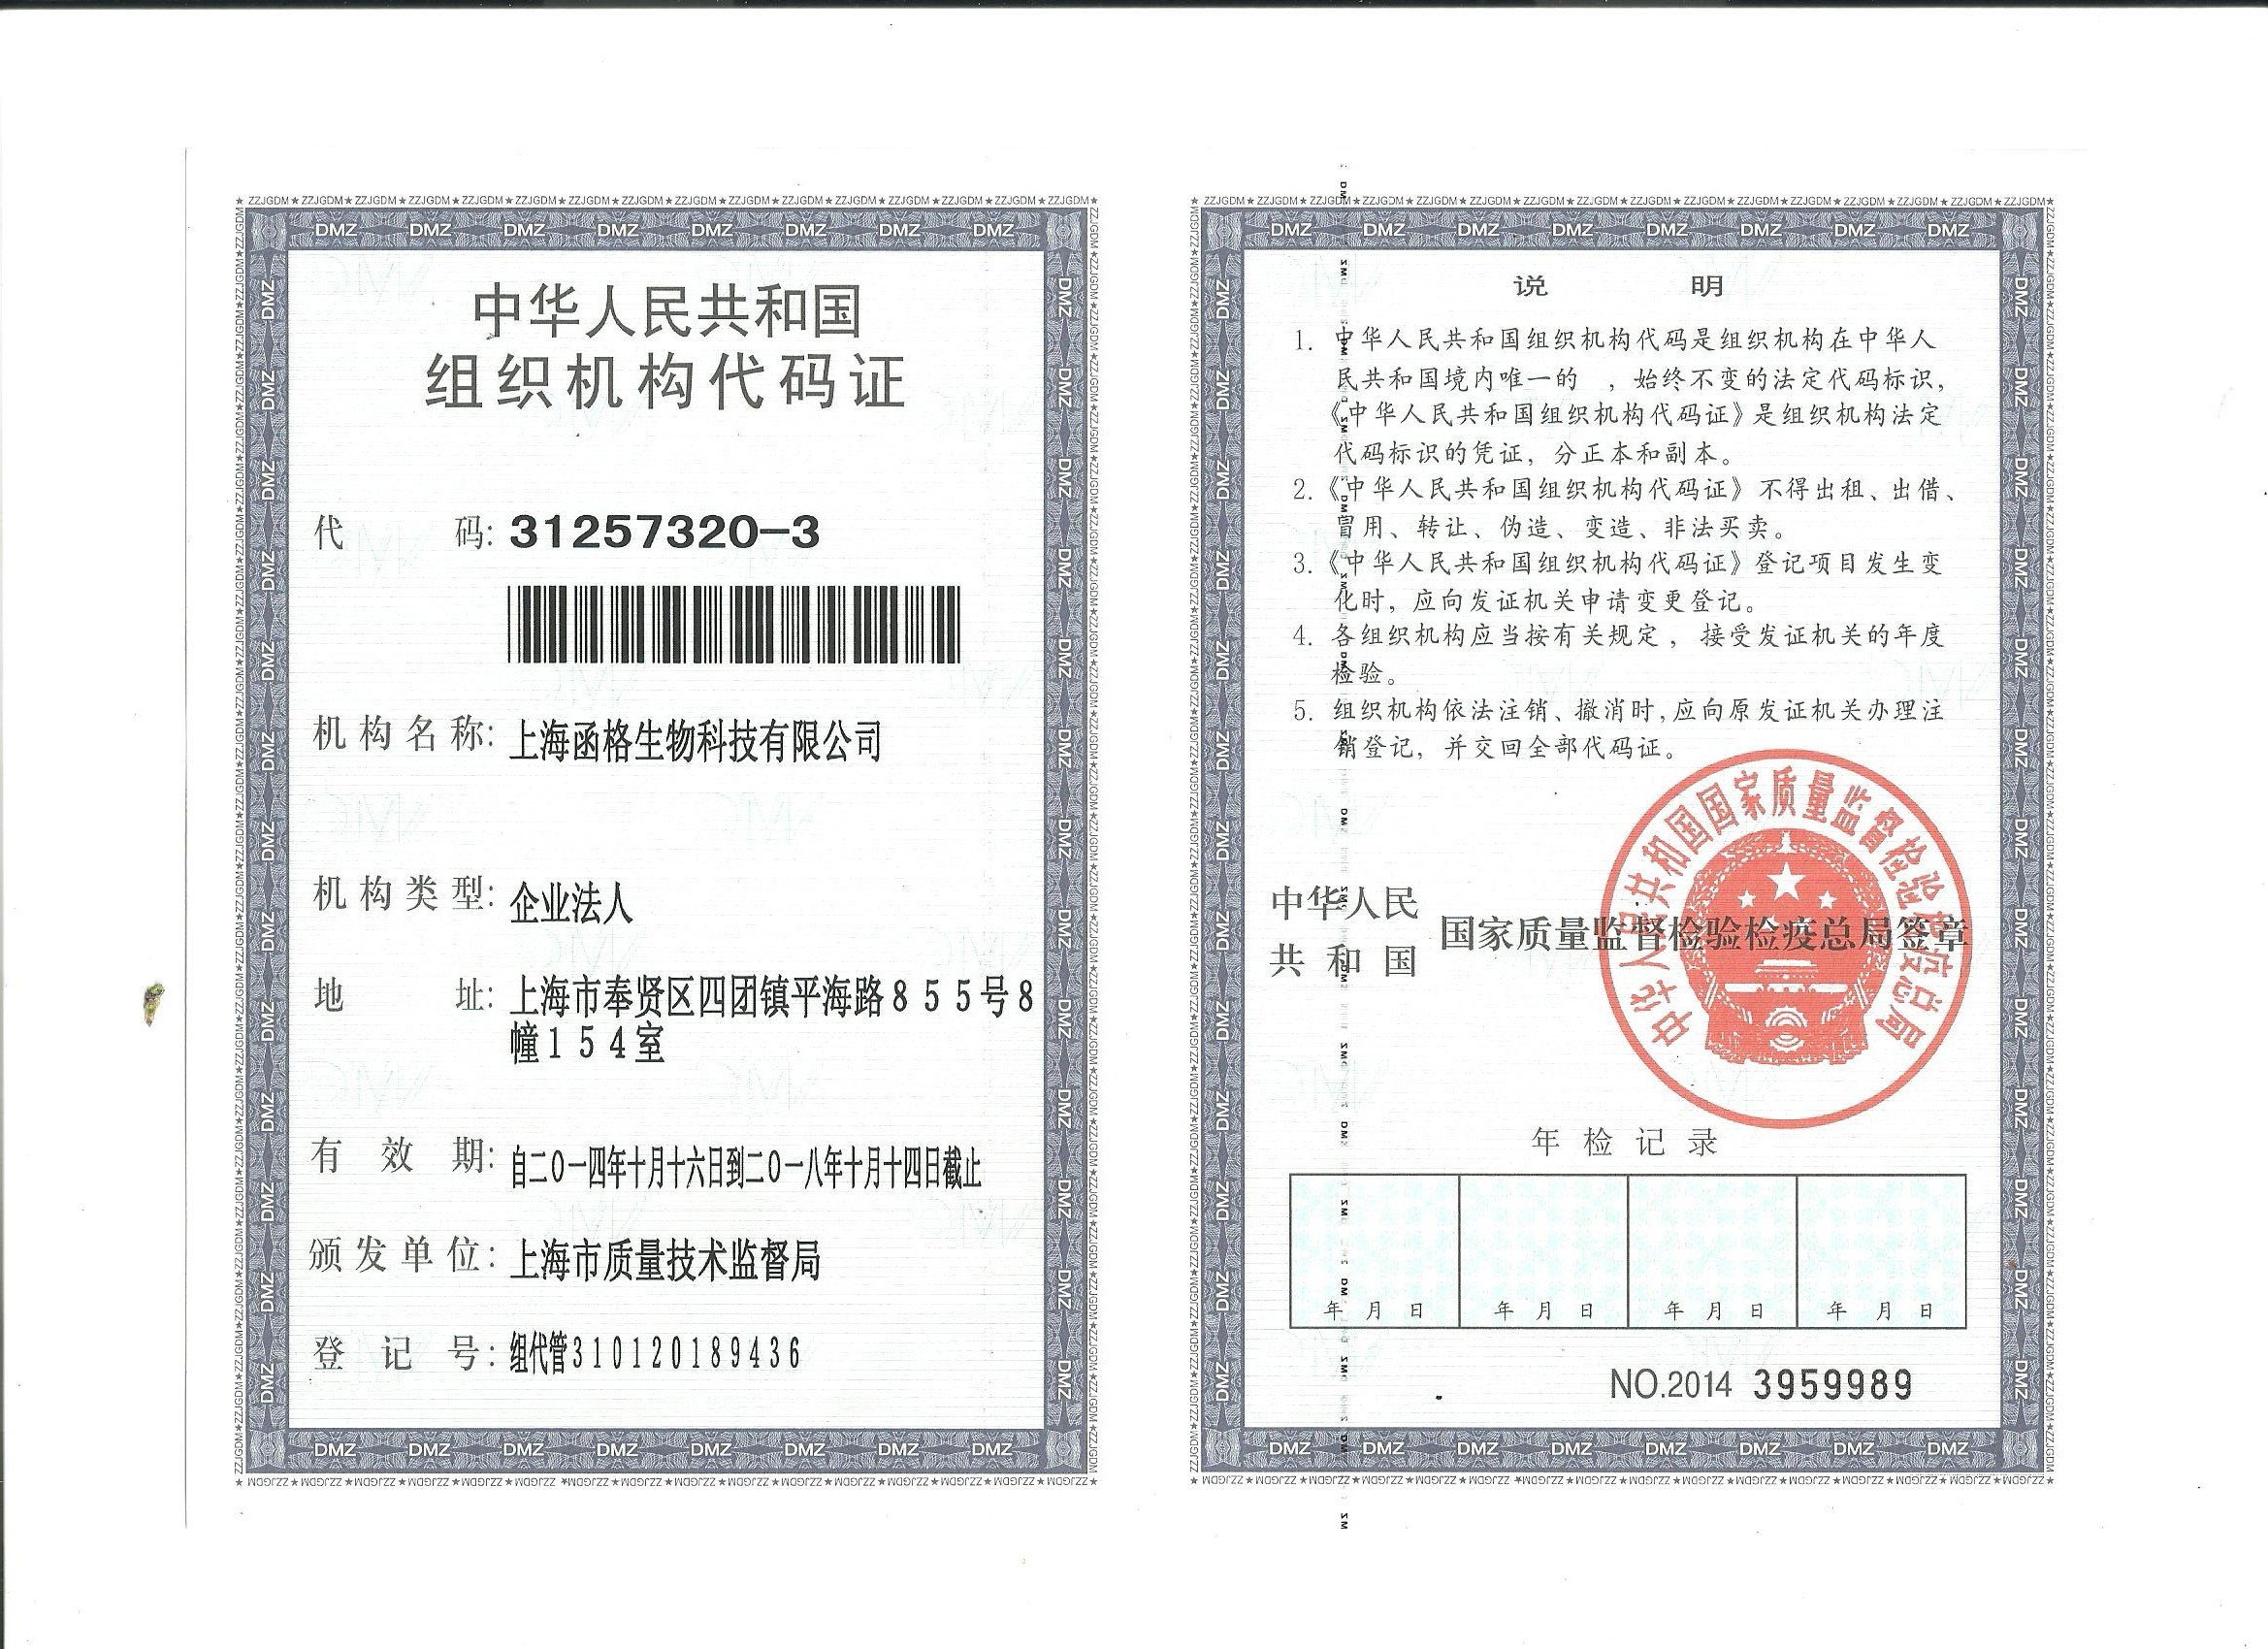 中华人民共和国
组织机构代码证
代 码: 31257320-3
机构名称: 上海函格生物科技有限公司
机构类型: 企业法人
地 址: 上海市奉贤区四团镇平海路855号8
幢154室
有 效 期: 自二0一四年十月十六日到二0一八年十月十四日截止
颁发单位: 上海市质量技术监督局
登 记 号: 组代管310120189436
说 明
1. 中华人民共和国组织机构代码是组织机构在中华人
民共和国境内唯一的 ,始终不变的法定代码标识,
《中华人民共和国组织机构代码证》是组织机构法定
代码标识的凭证,分正本和副本。
2.《中华人民共和国组织机构代码证》不得出租、出借、
冒用、转让、伪造、变造、非法买卖。
3.《中华人民共和国组织机构代码证》登记项目发生变
化时,应向发证机关申请变更登记。
4. 各组织机构应当按有关规定,接受发证机关的年度
检验。
5. 组织机构依法注销、撤消时,应向原发证机关办理注
销登记,并交回全部代码证。
中华人民
共和国
国家质量监督检验检疫总局签章
中华人民共和国国家质量监督检验检疫总局
年检记录
年 月 日 年 月 日 年 月 日 年 月 日
NO.2014 3959989
DMZ
ZZJGDM★ZZJGDM